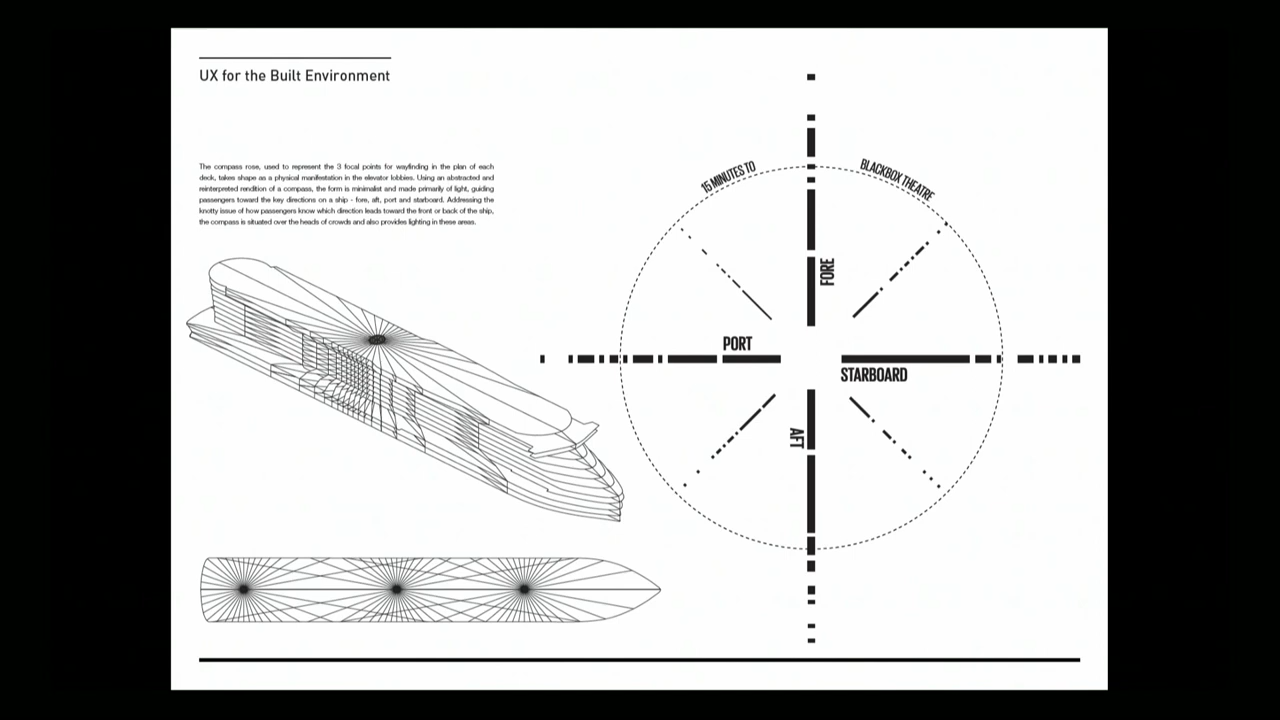 UX for the Built Environment
The compass rose, used to represent the 3 focal points for wayfinding in the plan of each
deck, takes shape as a physical manifestation in the elevator lobbies. Using an abstracted and
reinterpreted rendition of a compass, the form is minimalist and made primarily of light, guiding
passengers toward the key directions on a ship - fore, aft, port and starboard. Addressing the
knotty issue of how passengers know which direction leads toward the front or back of the ship,
the compass is situated over the heads of crowds and also provides lighting in these areas.
15 MINUTES TO
BLACKBOX THEATRE
FORE
PORT
STARBOARD
AFT